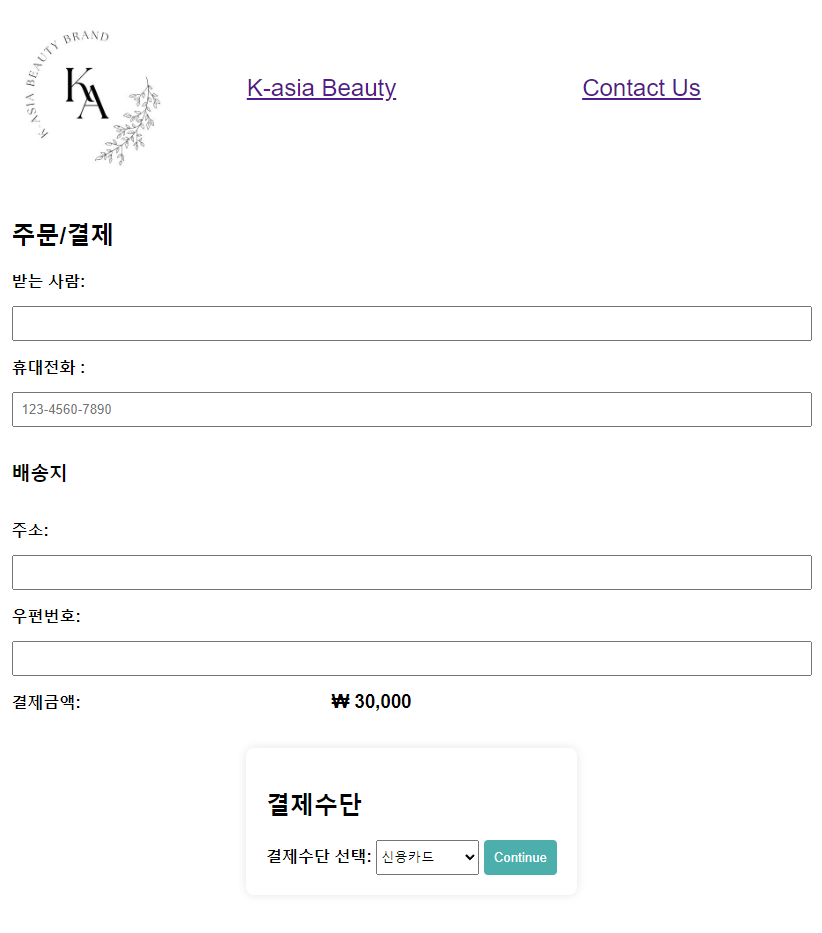 K-ASIA BEAUTY BRAND
KA
K-asia Beauty
Contact Us
주문/결제
받는 사람:
휴대전화 :
123-4560-7890
배송지
주소:
우편번호:
결제금액: ₩ 30,000
결제수단
결제수단 선택: 신용카드 Continue